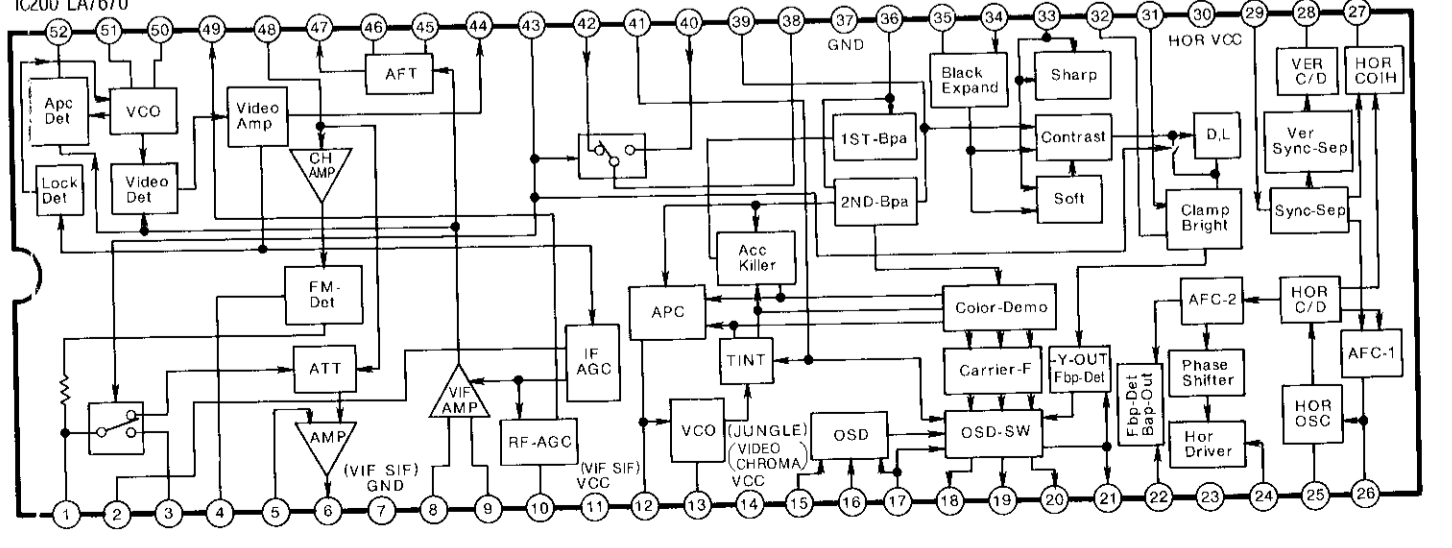 IC200 LA7670
52 51 50 49 48 47 46 45 44 43 42 41 40 39 38 37 36 35 34 33 32 31 30 29 28 27
GND
HOR VCC
Apc
Det
VCO
Video
Amp
AFT
CH
AMP
Lock
Det
Video
Det
1ST-Bpa
2ND-Bpa
Black
Expand
Sharp
Contrast
Soft
D,L
Clamp
Bright
VER
C/D
HOR
COIH
Ver
Sync-Sep
Sync-Sep
FM-
Det
ATT
AMP
VIF
AMP
IF
AGC
RF-AGC
Acc
Killer
APC
TINT
VCO
Color-Demo
Carrier-F
OSD
OSD-SW
-Y-OUT
Fbp-Det
Fbp-Det
Bap-Out
AFC-2
Phase
Shifter
Hor
Driver
HOR
C/D
HOR
OSC
AFC-1
(VIF SIF)
GND
(VIF SIF)
VCC
(JUNGLE)
(VIDEO
CHROMA)
VCC
1 2 3 4 5 6 7 8 9 10 11 12 13 14 15 16 17 18 19 20 21 22 23 24 25 26